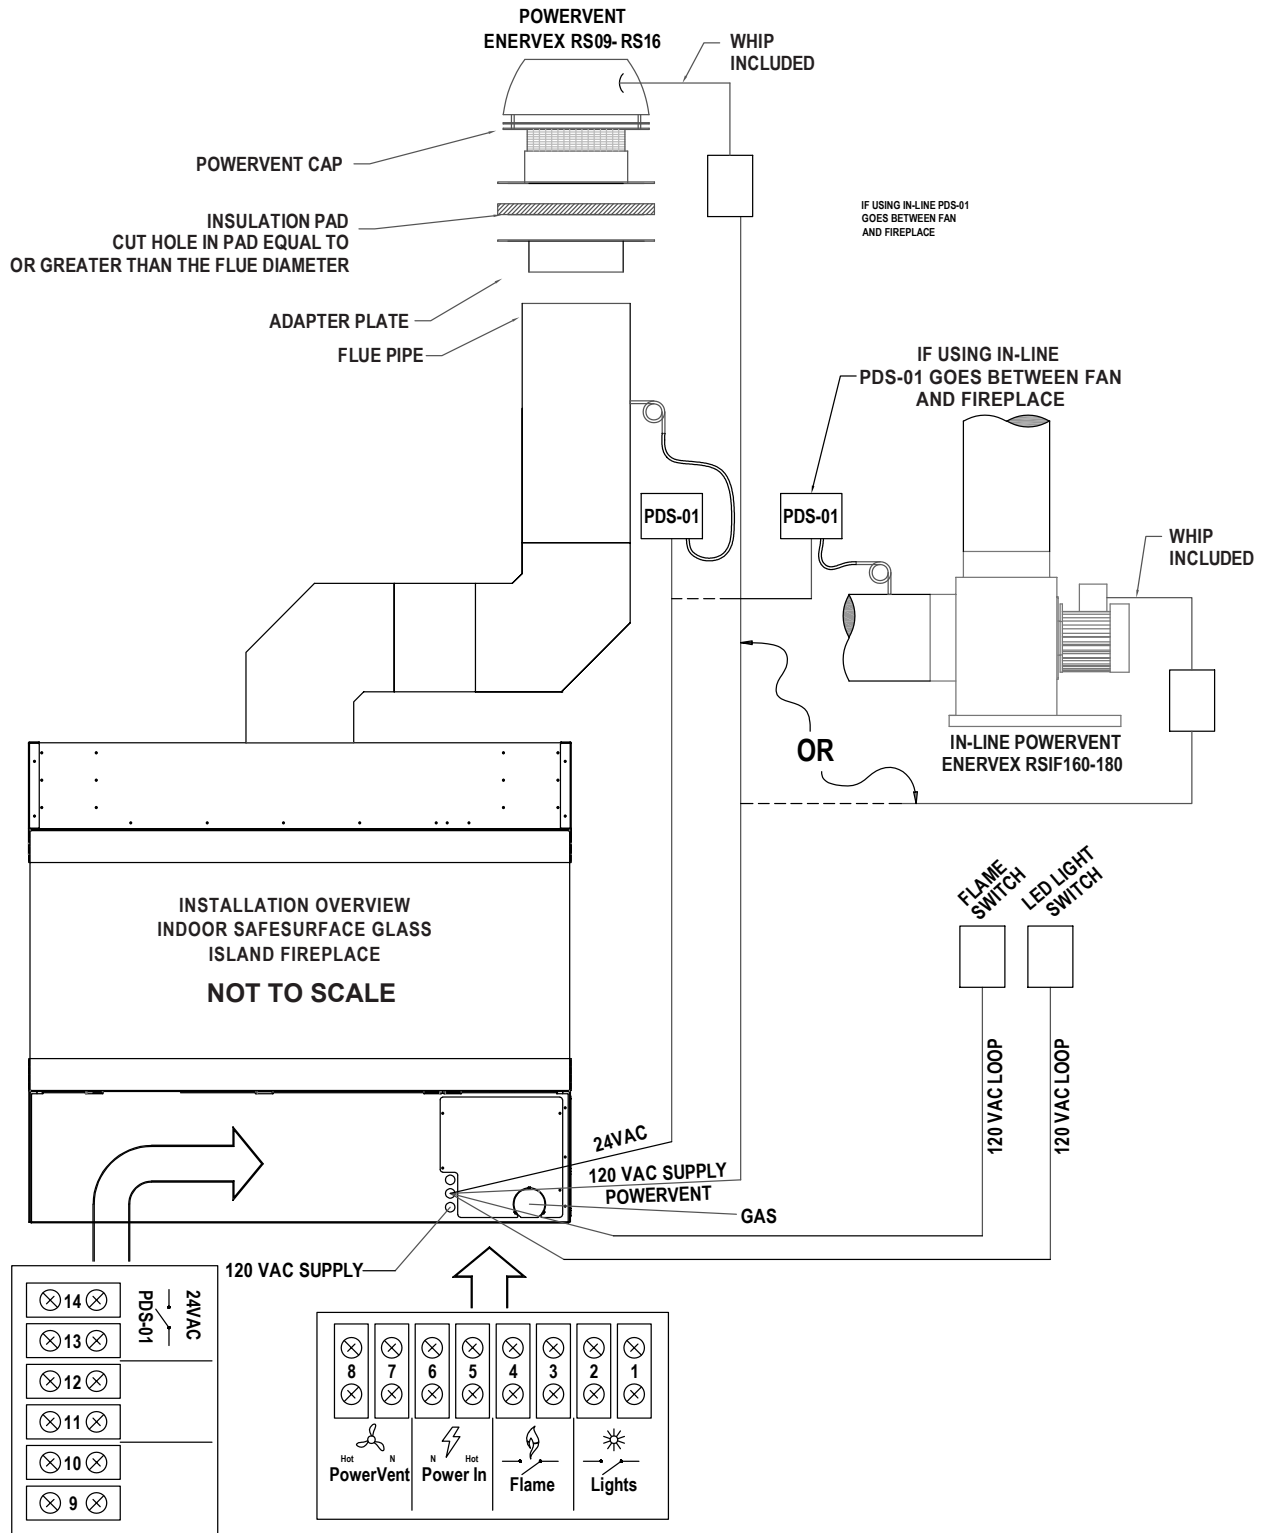 POWERVENT
ENERVEX RS09- RS16
WHIP
INCLUDED
POWERVENT CAP
INSULATION PAD
CUT HOLE IN PAD EQUAL TO
OR GREATER THAN THE FLUE DIAMETER
IF USING IN-LINE PDS-01
GOES BETWEEN FAN
AND FIREPLACE
ADAPTER PLATE
FLUE PIPE
IF USING IN-LINE
PDS-01 GOES BETWEEN FAN
AND FIREPLACE
PDS-01
PDS-01
WHIP
INCLUDED
OR
IN-LINE POWERVENT
ENERVEX RSIF160-180
FLAME
SWITCH
LED LIGHT
SWITCH
INSTALLATION OVERVIEW
INDOOR SAFESURFACE GLASS
ISLAND FIREPLACE
NOT TO SCALE
120 VAC LOOP
120 VAC LOOP
24VAC
120 VAC SUPPLY
POWERVENT
GAS
120 VAC SUPPLY
14
13
12
11
10
9
24VAC
PDS-01
8 7 6 5 4 3 2 1
Hot N N Hot
PowerVent Power In Flame Lights